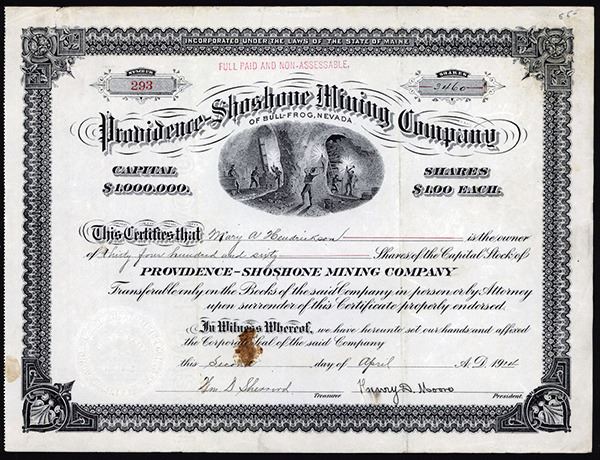 INCORPORATED UNDER THE LAWS OF THE STATE OF MAINE.
NUMBER
293
FULL PAID AND NON-ASSESSABLE.
SHARES
3460
Providence-Shoshone Mining Company
OF BULL-FROG, NEVADA
CAPITAL
$1,000,000.
SHARES
$1.00 EACH.
This Certifies that Mary A Hendrickson is the owner
of thirty four hundred and sixty Shares of the Capital Stock of
PROVIDENCE-SHOSHONE MINING COMPANY
Transferable only on the Books of the said Company in person or by Attorney
upon surrender of this Certificate properly endorsed.
In Witness Whereof, we have hereunto set our hands and affixed
the Corporate Seal of the said Company
this Second day of April A.D. 1914
Wm D Henry D. Moore
Treasurer President